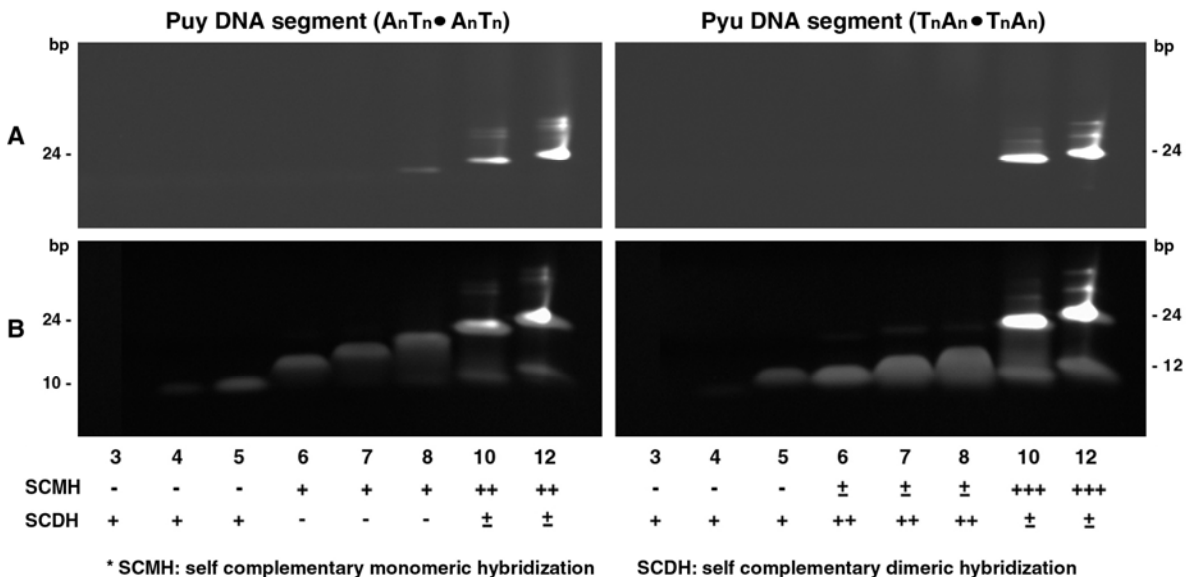 Puy DNA segment (AnTn● AnTn) Pyu DNA segment (TnAn● TnAn)
bp bp
A
24 - - 24
bp bp
B
24 - - 24
10 - - 12
3 4 5 6 7 8 10 12 3 4 5 6 7 8 10 12
SCMH - - - + + + ++ ++ - - - ± ± ± +++ +++
SCDH + + + - - - ± ± + + + ++ ++ ++ ± ±
* SCMH: self complementary monomeric hybridization SCDH: self complementary dimeric hybridization